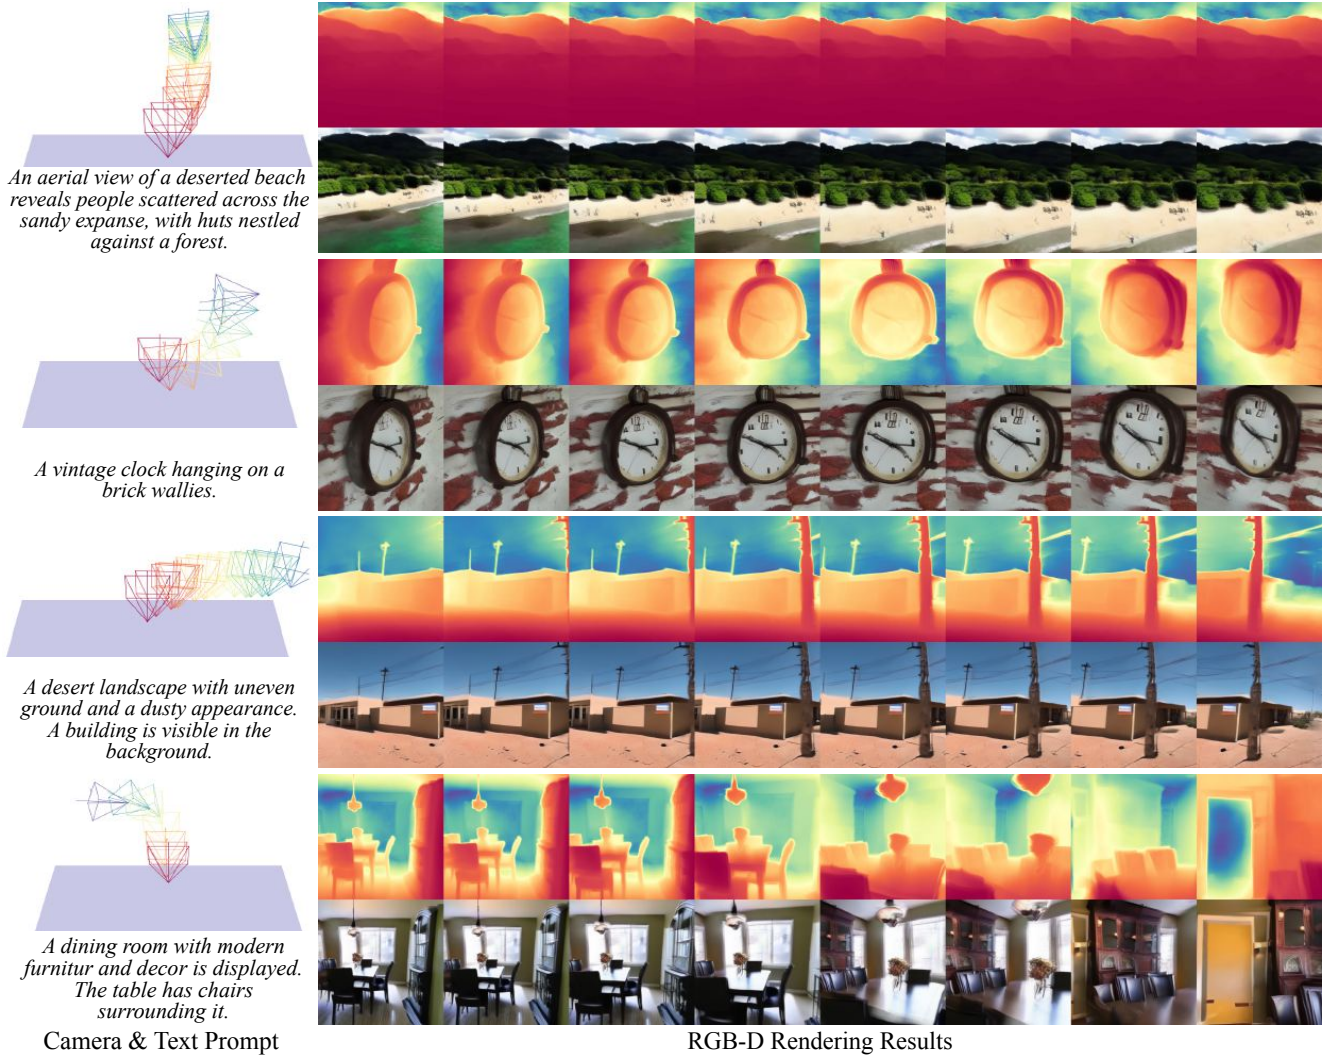 An aerial view of a deserted beach
reveals people scattered across the
sandy expanse, with huts nestled
against a forest.
A vintage clock hanging on a
brick wallies.
A desert landscape with uneven
ground and a dusty appearance.
A building is visible in the
background.
A dining room with modern
furnitur and decor is displayed.
The table has chairs
surrounding it.
Camera & Text Prompt
RGB-D Rendering Results